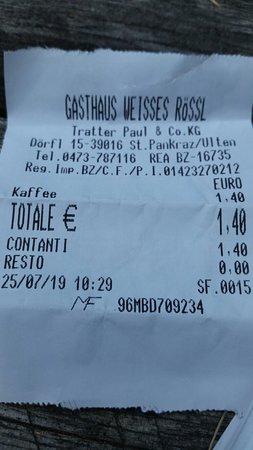 GASTHAUS WEISSES RÖSSL
Tratter Paul & Co.KG
Dörfl 15-39016 St.Pankraz/Ulten
Tel.0473-787116 REA BZ-16735
Reg.Imp.BZ/C.F./P.I.01423270212
EURO
Kaffee 1,40
TOTALE € 1,40
CONTANTI 1,40
RESTO 0,00
25/07/19 10:29 SF.0015
MF 96MBD709234